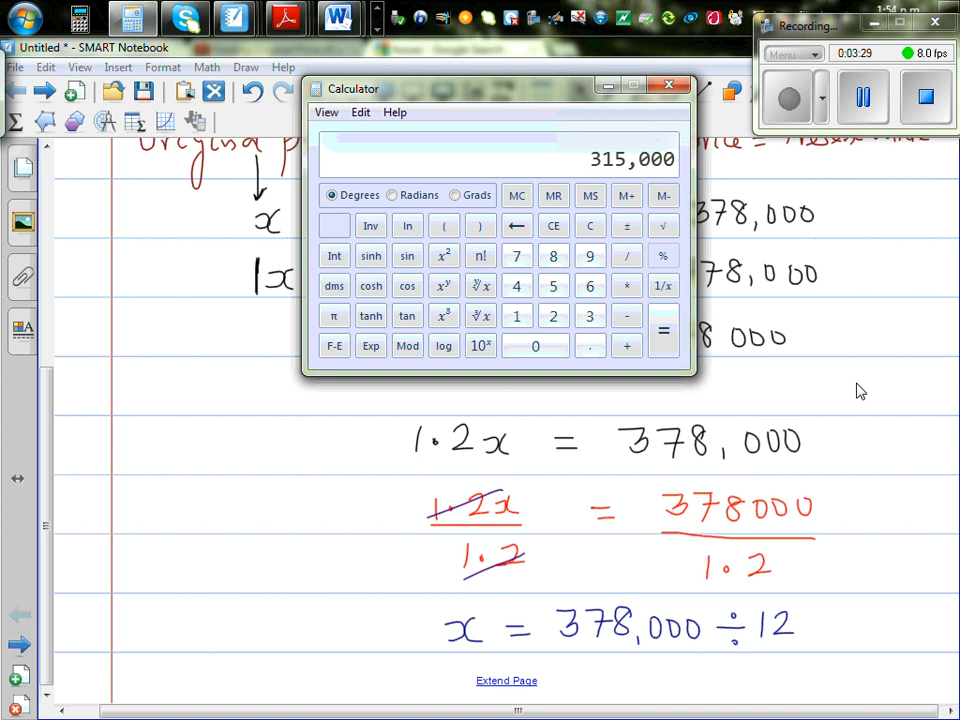 1:54 p.m.
Recording...
Untitled * - SMART Notebook
Menu 0:03:29 8.0 fps
File Edit View Insert Format Math Draw Help
Calculator
View Edit Help
315,000
Degrees Radians Grads MC MR MS M+ M-
Inv ln ( ) ← CE C ± √
Int sinh sin x² n! 7 8 9 / %
dms cosh cos xʸ ʸ√x 4 5 6 * 1/x
π tanh tan x³ ³√x 1 2 3 - =
F-E Exp Mod log 10ˣ 0 . +
Original
x 378,000
1x 78,000
8 000
1.2x = 378,000
1.2x = 378000
1.2 1.2
x = 378,000 ÷ 12
Extend Page